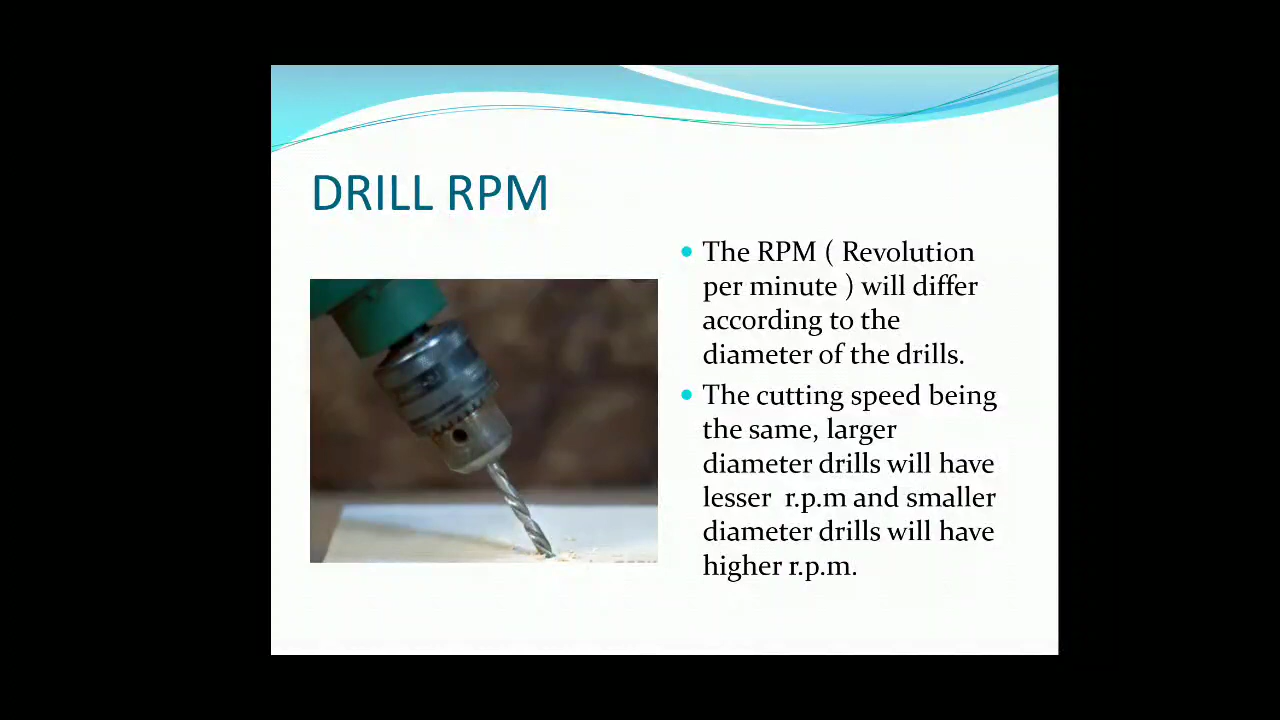 DRILL RPM
The RPM ( Revolution
per minute ) will differ
according to the
diameter of the drills.
The cutting speed being
the same, larger
diameter drills will have
lesser  r.p.m and smaller
diameter drills will have
higher r.p.m.